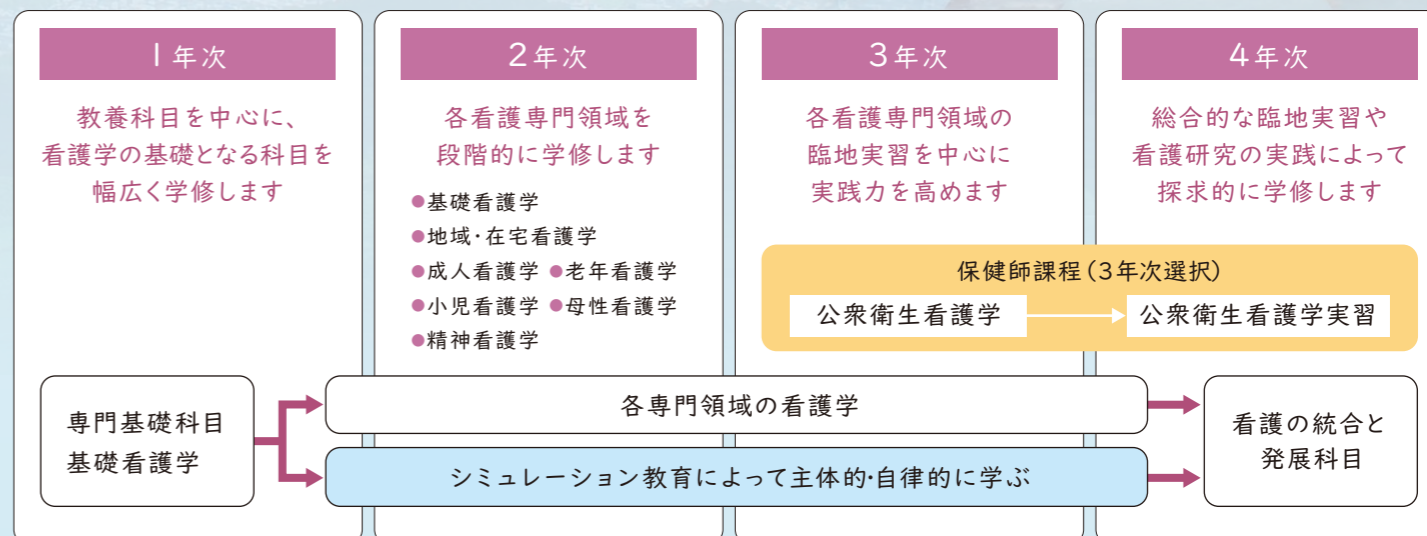 1年次
教養科目を中心に、
看護学の基礎となる科目を
幅広く学修します
2年次
各看護専門領域を
段階的に学修します
●基礎看護学
●地域・在宅看護学
●成人看護学 ●老年看護学
●小児看護学 ●母性看護学
●精神看護学
3年次
各看護専門領域の
臨地実習を中心に
実践力を高めます
4年次
総合的な臨地実習や
看護研究の実践によって
探求的に学修します
保健師課程(3年次選択)
公衆衛生看護学
公衆衛生看護学実習
専門基礎科目
基礎看護学
各専門領域の看護学
シミュレーション教育によって主体的・自律的に学ぶ
看護の統合と
発展科目